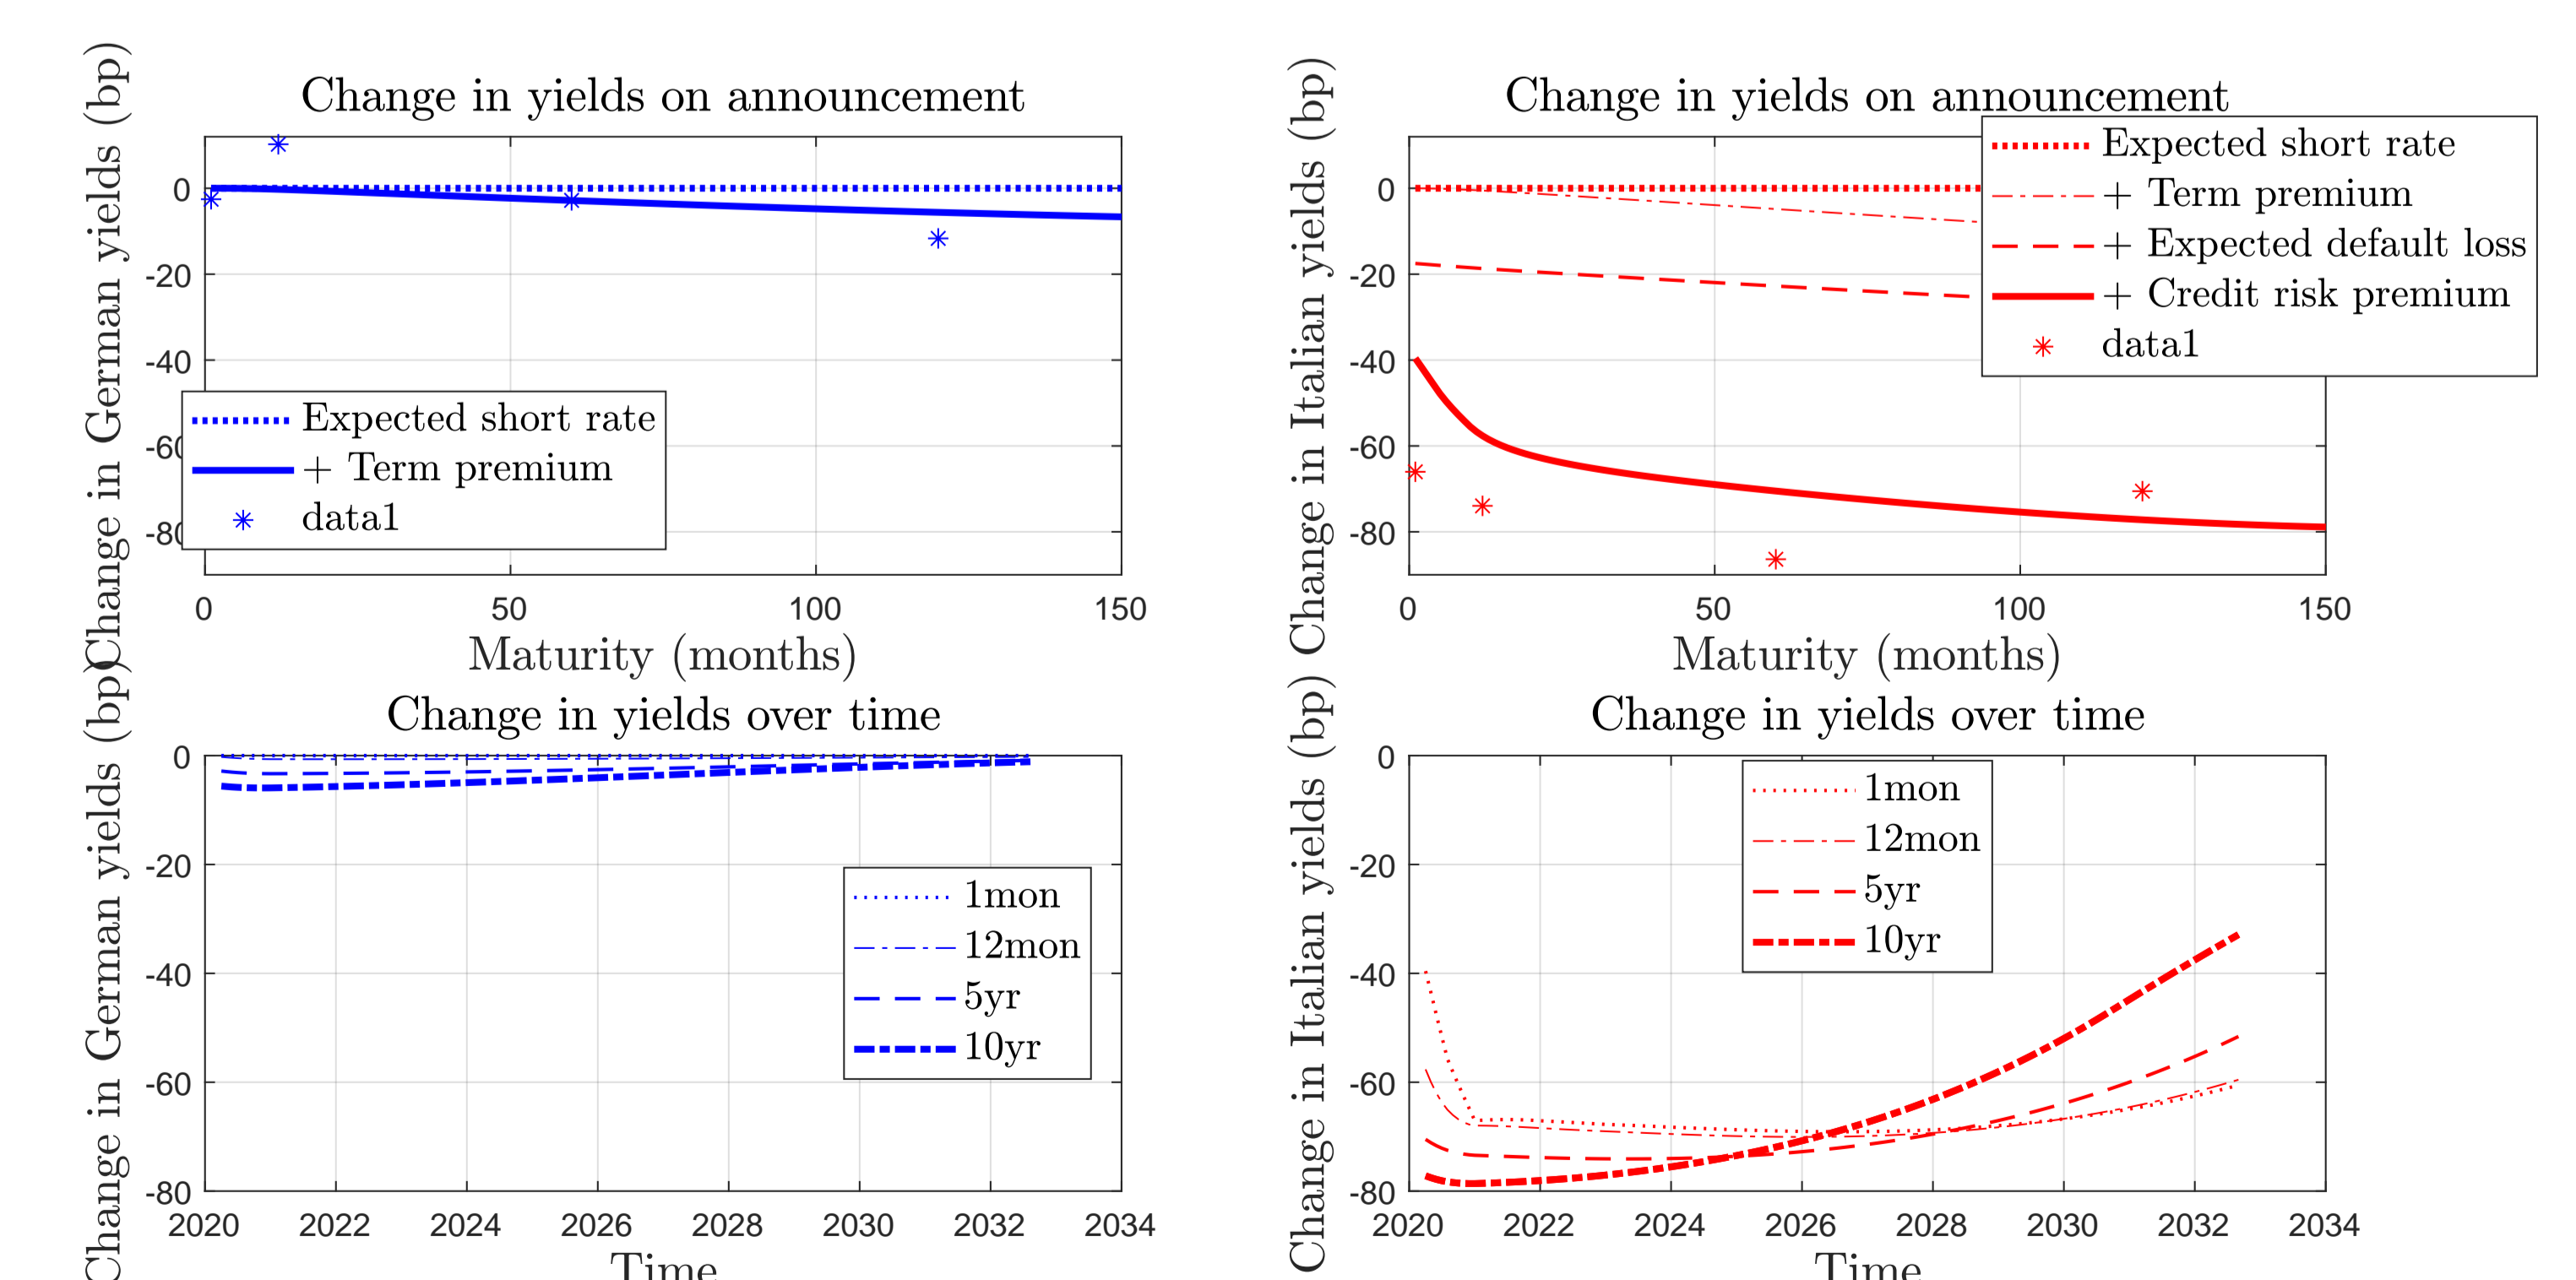 Change in yields on announcement
Change in German yields (bp)
0
-20
-40
-60
-80
Expected short rate
+ Term premium
data1
0 50 100 150
Maturity (months)
Change in yields on announcement
Change in Italian yields (bp)
0
-20
-40
-60
-80
Expected short rate
+ Term premium
+ Expected default loss
+ Credit risk premium
data1
0 50 100 150
Maturity (months)
Change in yields over time
Change in German yields (bp)
0
-20
-40
-60
-80
1mon
12mon
5yr
10yr
2020 2022 2024 2026 2028 2030 2032 2034
Time
Change in yields over time
Change in Italian yields (bp)
0
-20
-40
-60
-80
1mon
12mon
5yr
10yr
2020 2022 2024 2026 2028 2030 2032 2034
Time